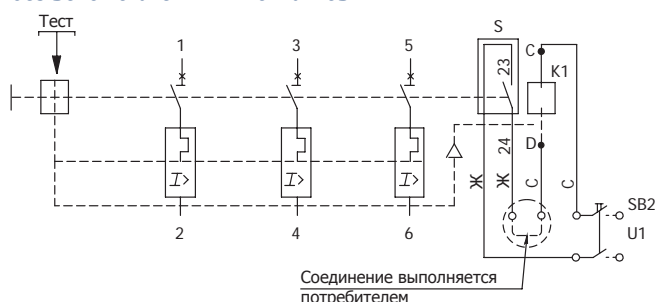 Тест
1
3
5
S
23
C
K1
24
D
Ж
Ж
C
C
SB2
U1
I>
I>
I>
2
4
6
Соединение выполняется
потребителем